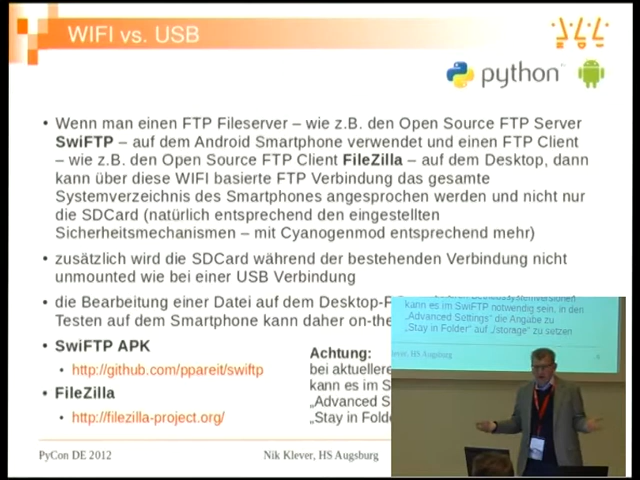 WIFI vs. USB
python
• Wenn man einen FTP Fileserver – wie z.B. den Open Source FTP Server
SwiFTP – auf dem Android Smartphone verwendet und einen FTP Client
– wie z.B. den Open Source FTP Client FileZilla – auf dem Desktop, dann
kann über diese WIFI basierte FTP Verbindung das gesamte
Systemverzeichnis des Smartphones angesprochen werden und nicht nur
die SDCard (natürlich entsprechend den eingestellten
Sicherheitsmechanismen – mit Cyanogenmod entsprechend mehr)
• zusätzlich wird die SDCard während der bestehenden Verbindung nicht
unmounted wie bei einer USB Verbindung
• die Bearbeitung einer Datei auf dem Desktop-P
Testen auf dem Smartphone kann daher on-the
• SwiFTP APK
• http://github.com/ppareit/swiftp
• FileZilla
• http://filezilla-project.org/
Achtung:
bei aktuellere
kann es im S
„Advanced S
„Stay in Fold
PyCon DE 2012
Nik Klever, HS Augsburg
kann es im SwiFTP notwendig sein, in den
„Advanced Settings" die Angabe zu
„Stay in Folder" auf „/storage" zu setzen
lever, HS Augsburg